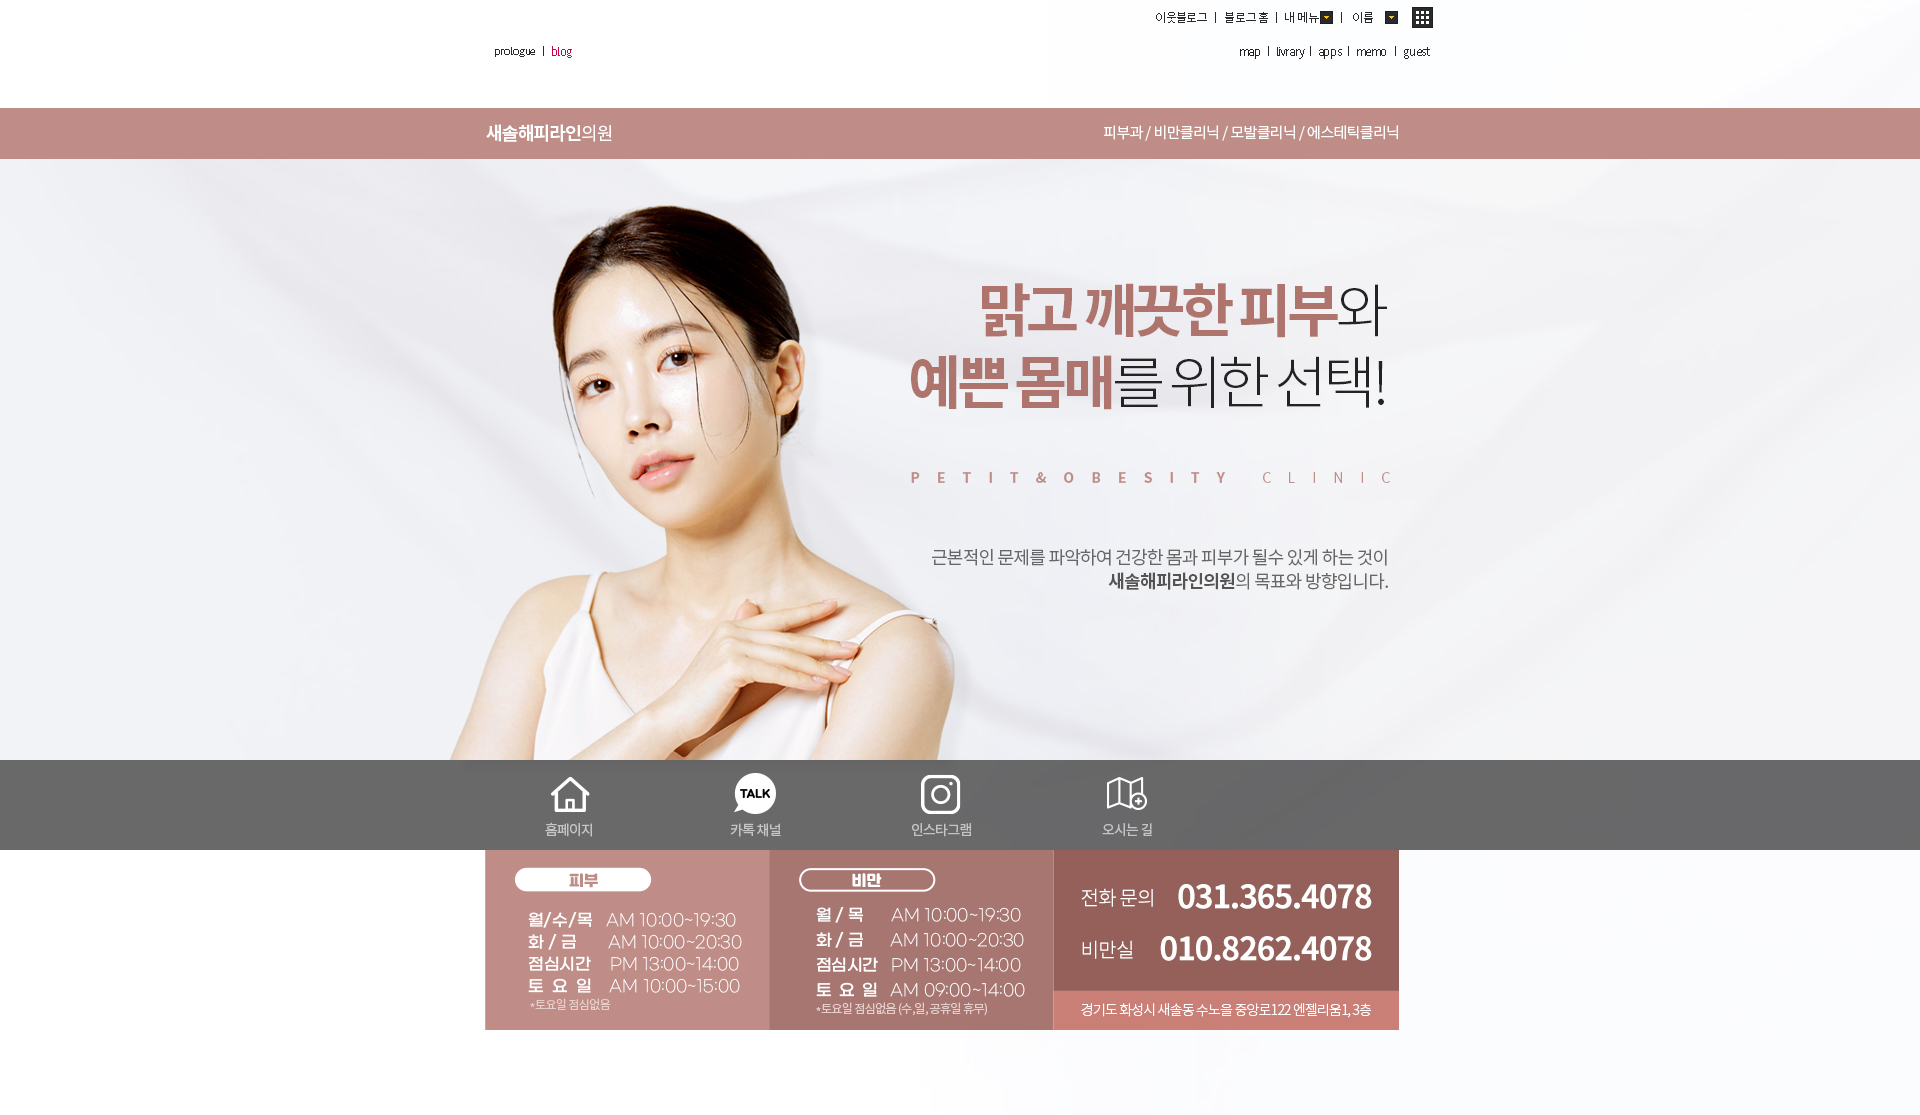 이웃블로그 | 블로그 홈 | 내 메뉴 | 이름
prologue | blog
map | livrary | apps | memo | guest
새솔해피라인의원
피부과 / 비만클리닉 / 모발클리닉 / 에스테틱클리닉
맑고 깨끗한 피부와
예쁜 몸매를 위한 선택!
PETIT&OBESITY CLINIC
근본적인 문제를 파악하여 건강한 몸과 피부가 될수 있게 하는 것이
새솔해피라인의원의 목표와 방향입니다.
TALK
홈페이지
카톡 채널
인스타그램
오시는 길
피부
월/수/목 AM 10:00~19:30
화 / 금 AM 10:00~20:30
점심시간 PM 13:00~14:00
토 요 일 AM 10:00~15:00
*토요일 점심없음
비만
월 / 목 AM 10:00~19:30
화 / 금 AM 10:00~20:30
점심시간 PM 13:00~14:00
토 요 일 AM 09:00~14:00
*토요일 점심없음 (수,일, 공휴일 휴무)
전화 문의 031.365.4078
비만실 010.8262.4078
경기도 화성시 새솔동 수노을 중앙로122 엔젤리움1, 3층